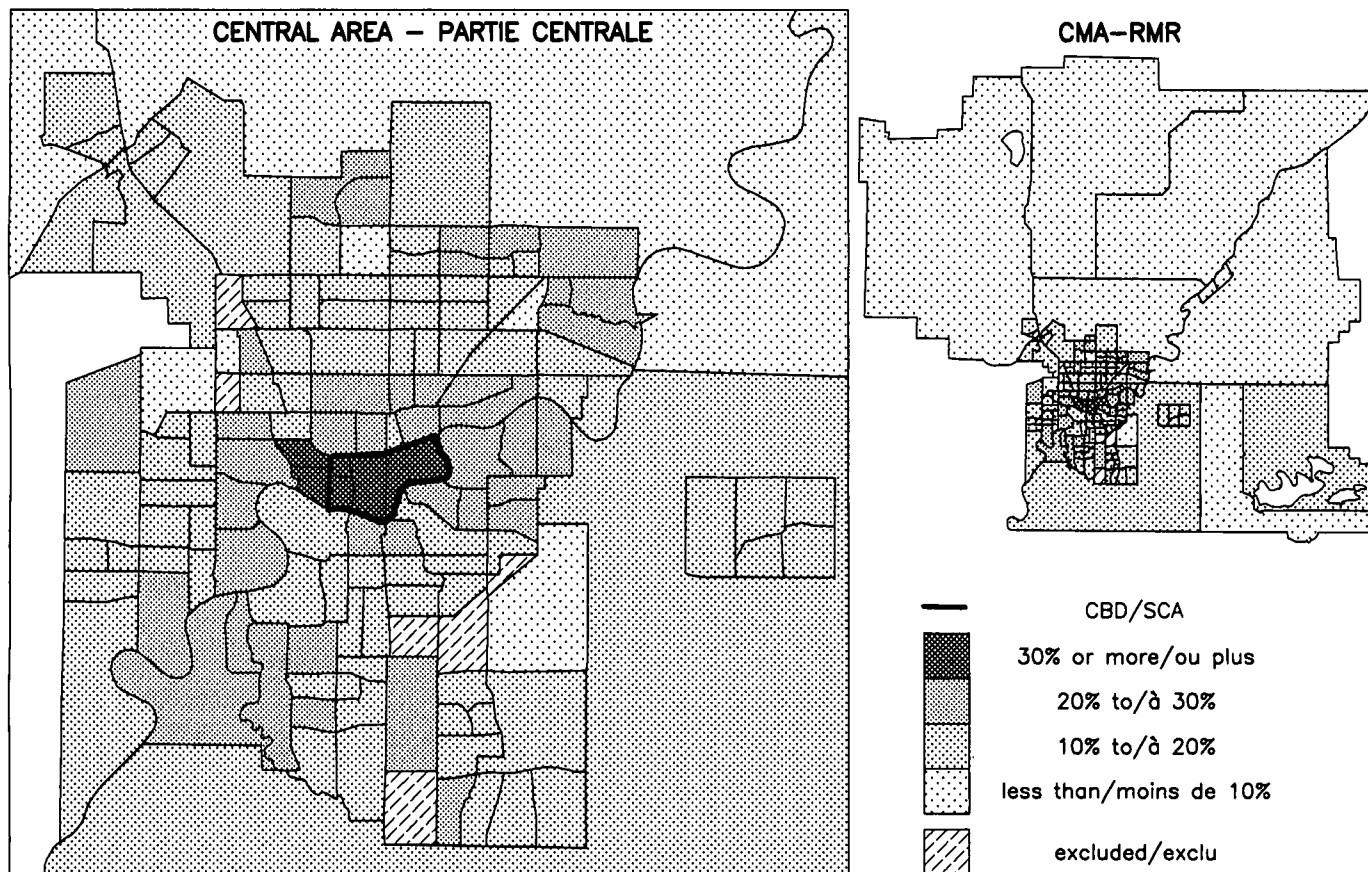 CENTRAL AREA – PARTIE CENTRALE
CMA–RMR
CBD/SCA
30% or more/ou plus
20% to/à 30%
10% to/à 20%
less than/moins de 10%
excluded/exclu